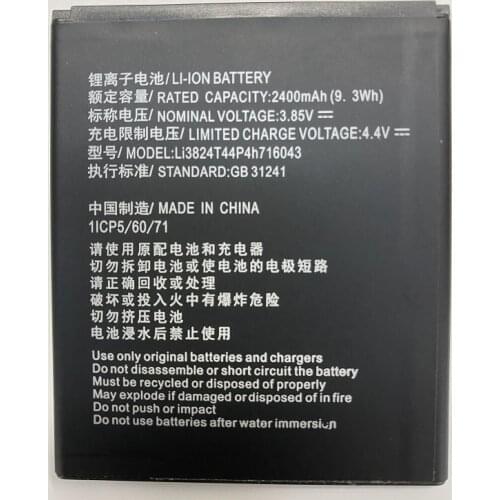 锂离子电池/ LI-ION BATTERY
额定容量/ RATED CAPACITY:2400mAh (9. 3Wh)
标称电压/ NOMINAL VOLTAGE:3.85V ⎓
充电限制电压/ LIMITED CHARGE VOLTAGE:4.4V ⎓
型号/ MODEL:Li3824T44P4h716043
执行标准/ STANDARD:GB 31241
中国制造/ MADE IN CHINA
1ICP5/60/71
请使用原配电池和充电器
切勿拆卸电池或使电池的电极短路
请正确回收或处理
破坏或投入火中有爆炸危险
切勿挤压电池
电池浸水后禁止使用
Use only original batteries and chargers
Do not disassemble or short circuit the battery
Must be recycled or disposed of properly
May explode if damaged or disposed of in fire
Do not push or impact
Do not use batteries after water immersion